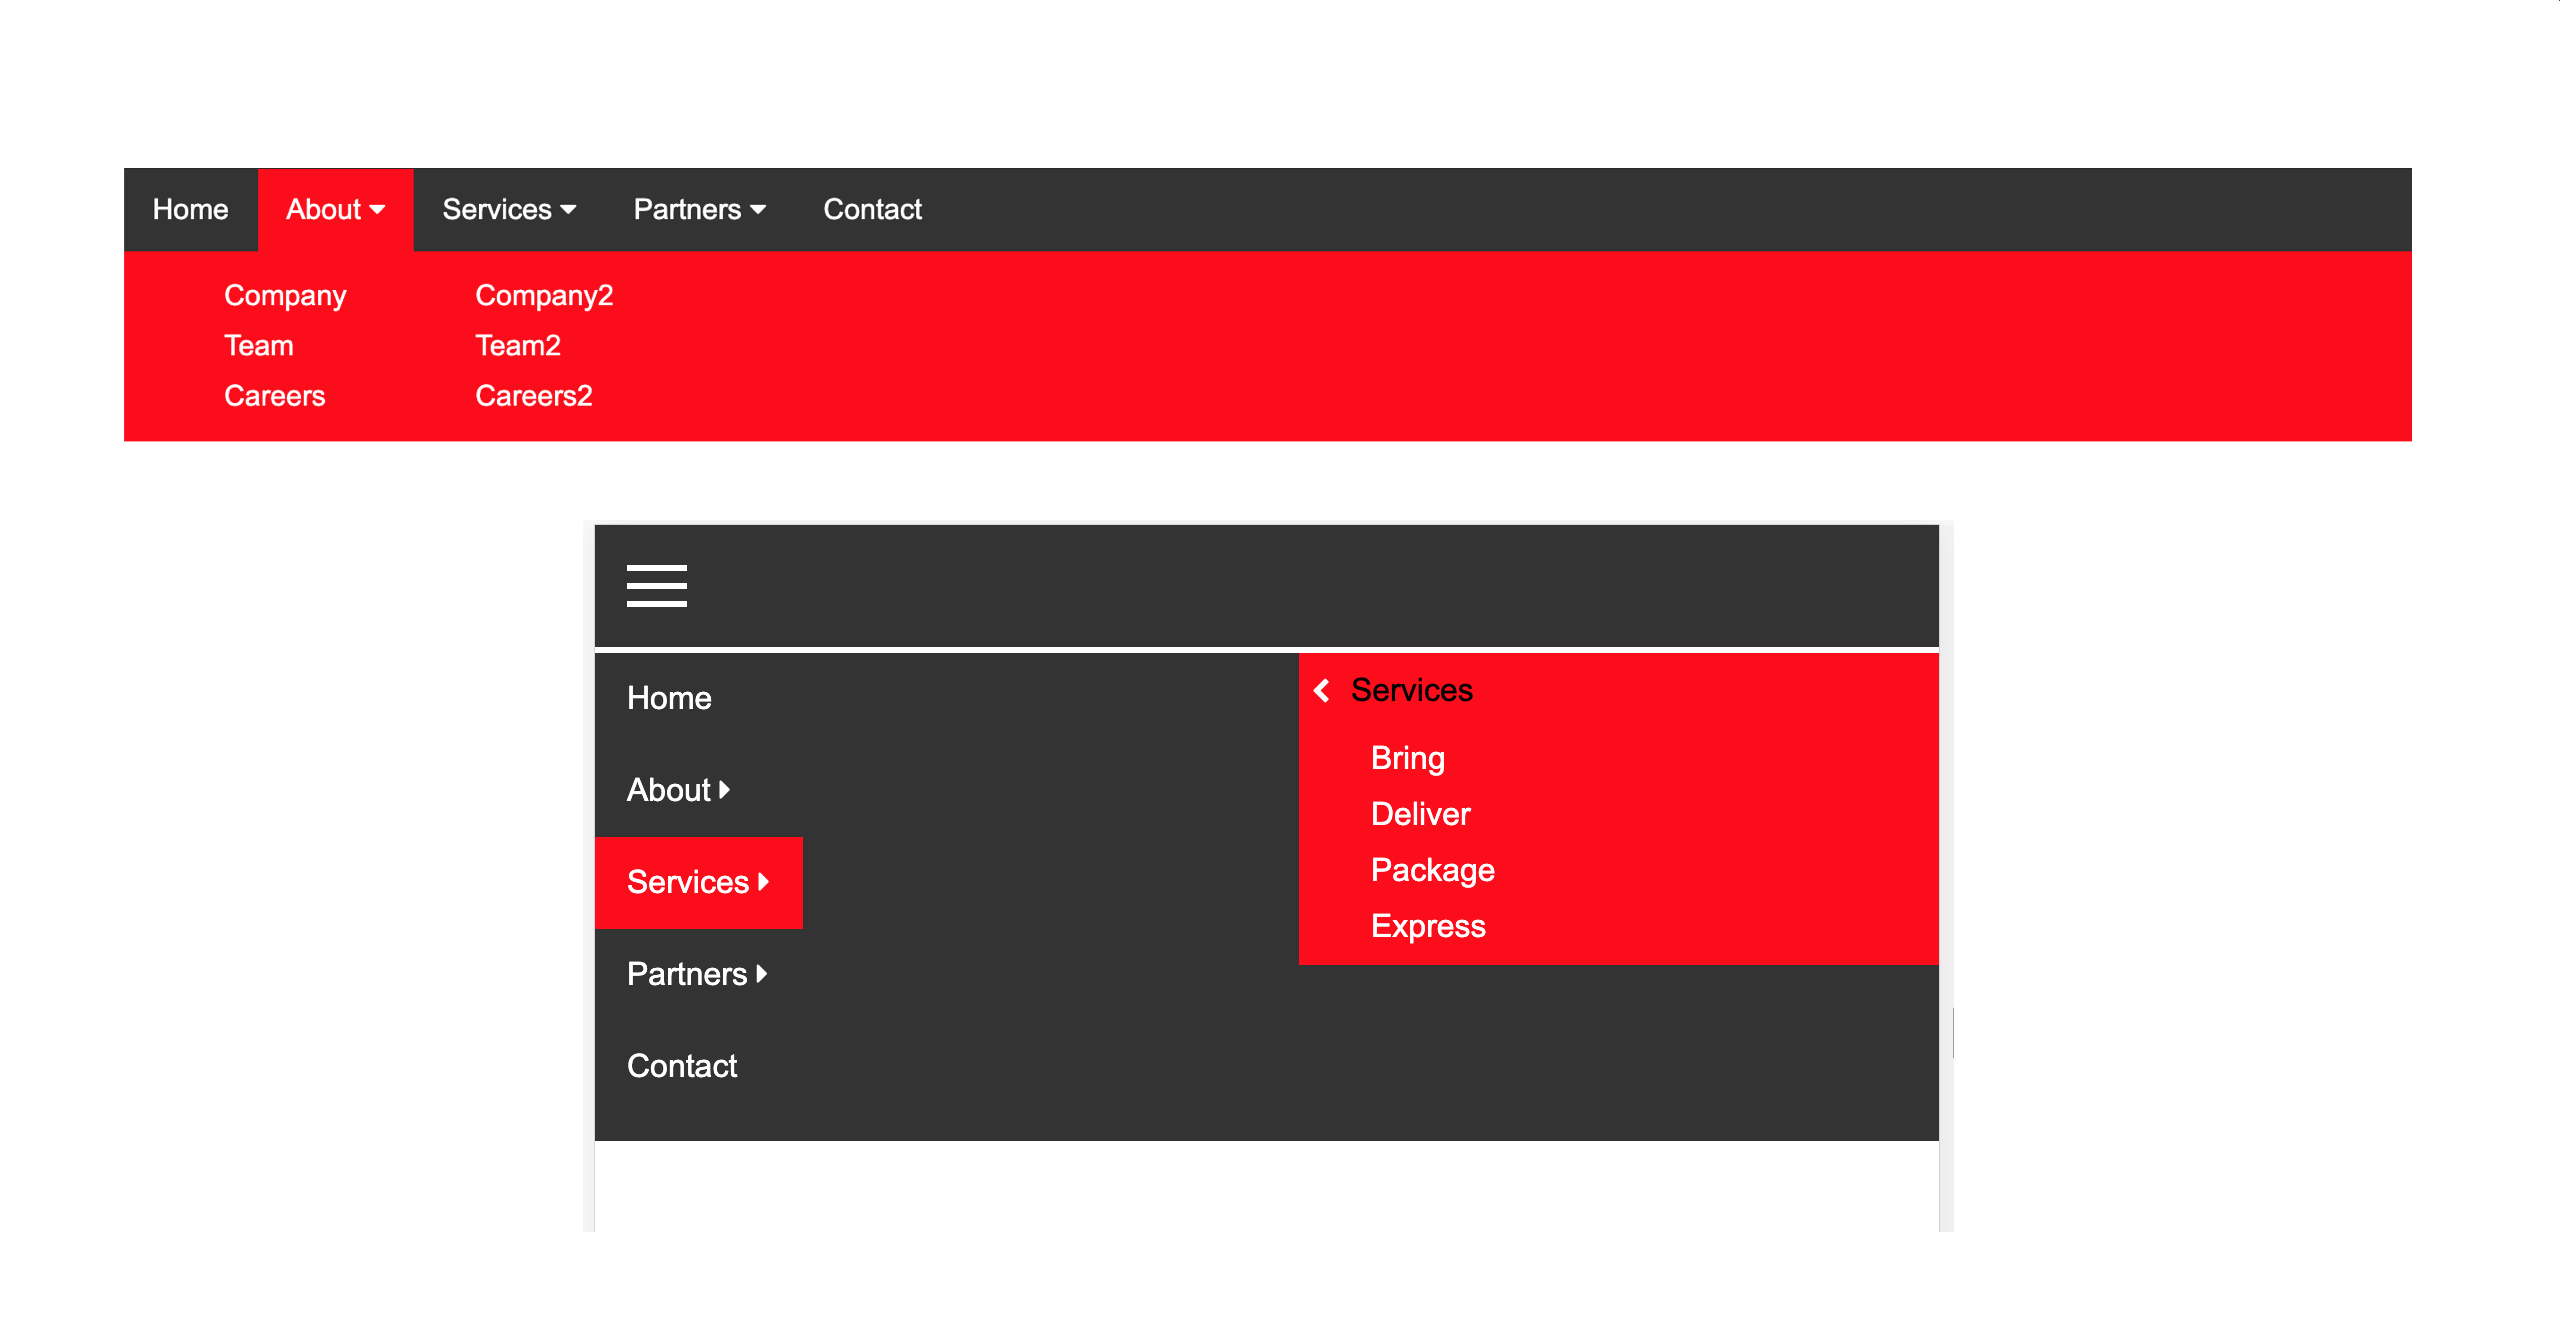 Home About Services Partners Contact
Company Company2
Team Team2
Careers Careers2
Home
About
Services
Partners
Contact
Services
Bring
Deliver
Package
Express